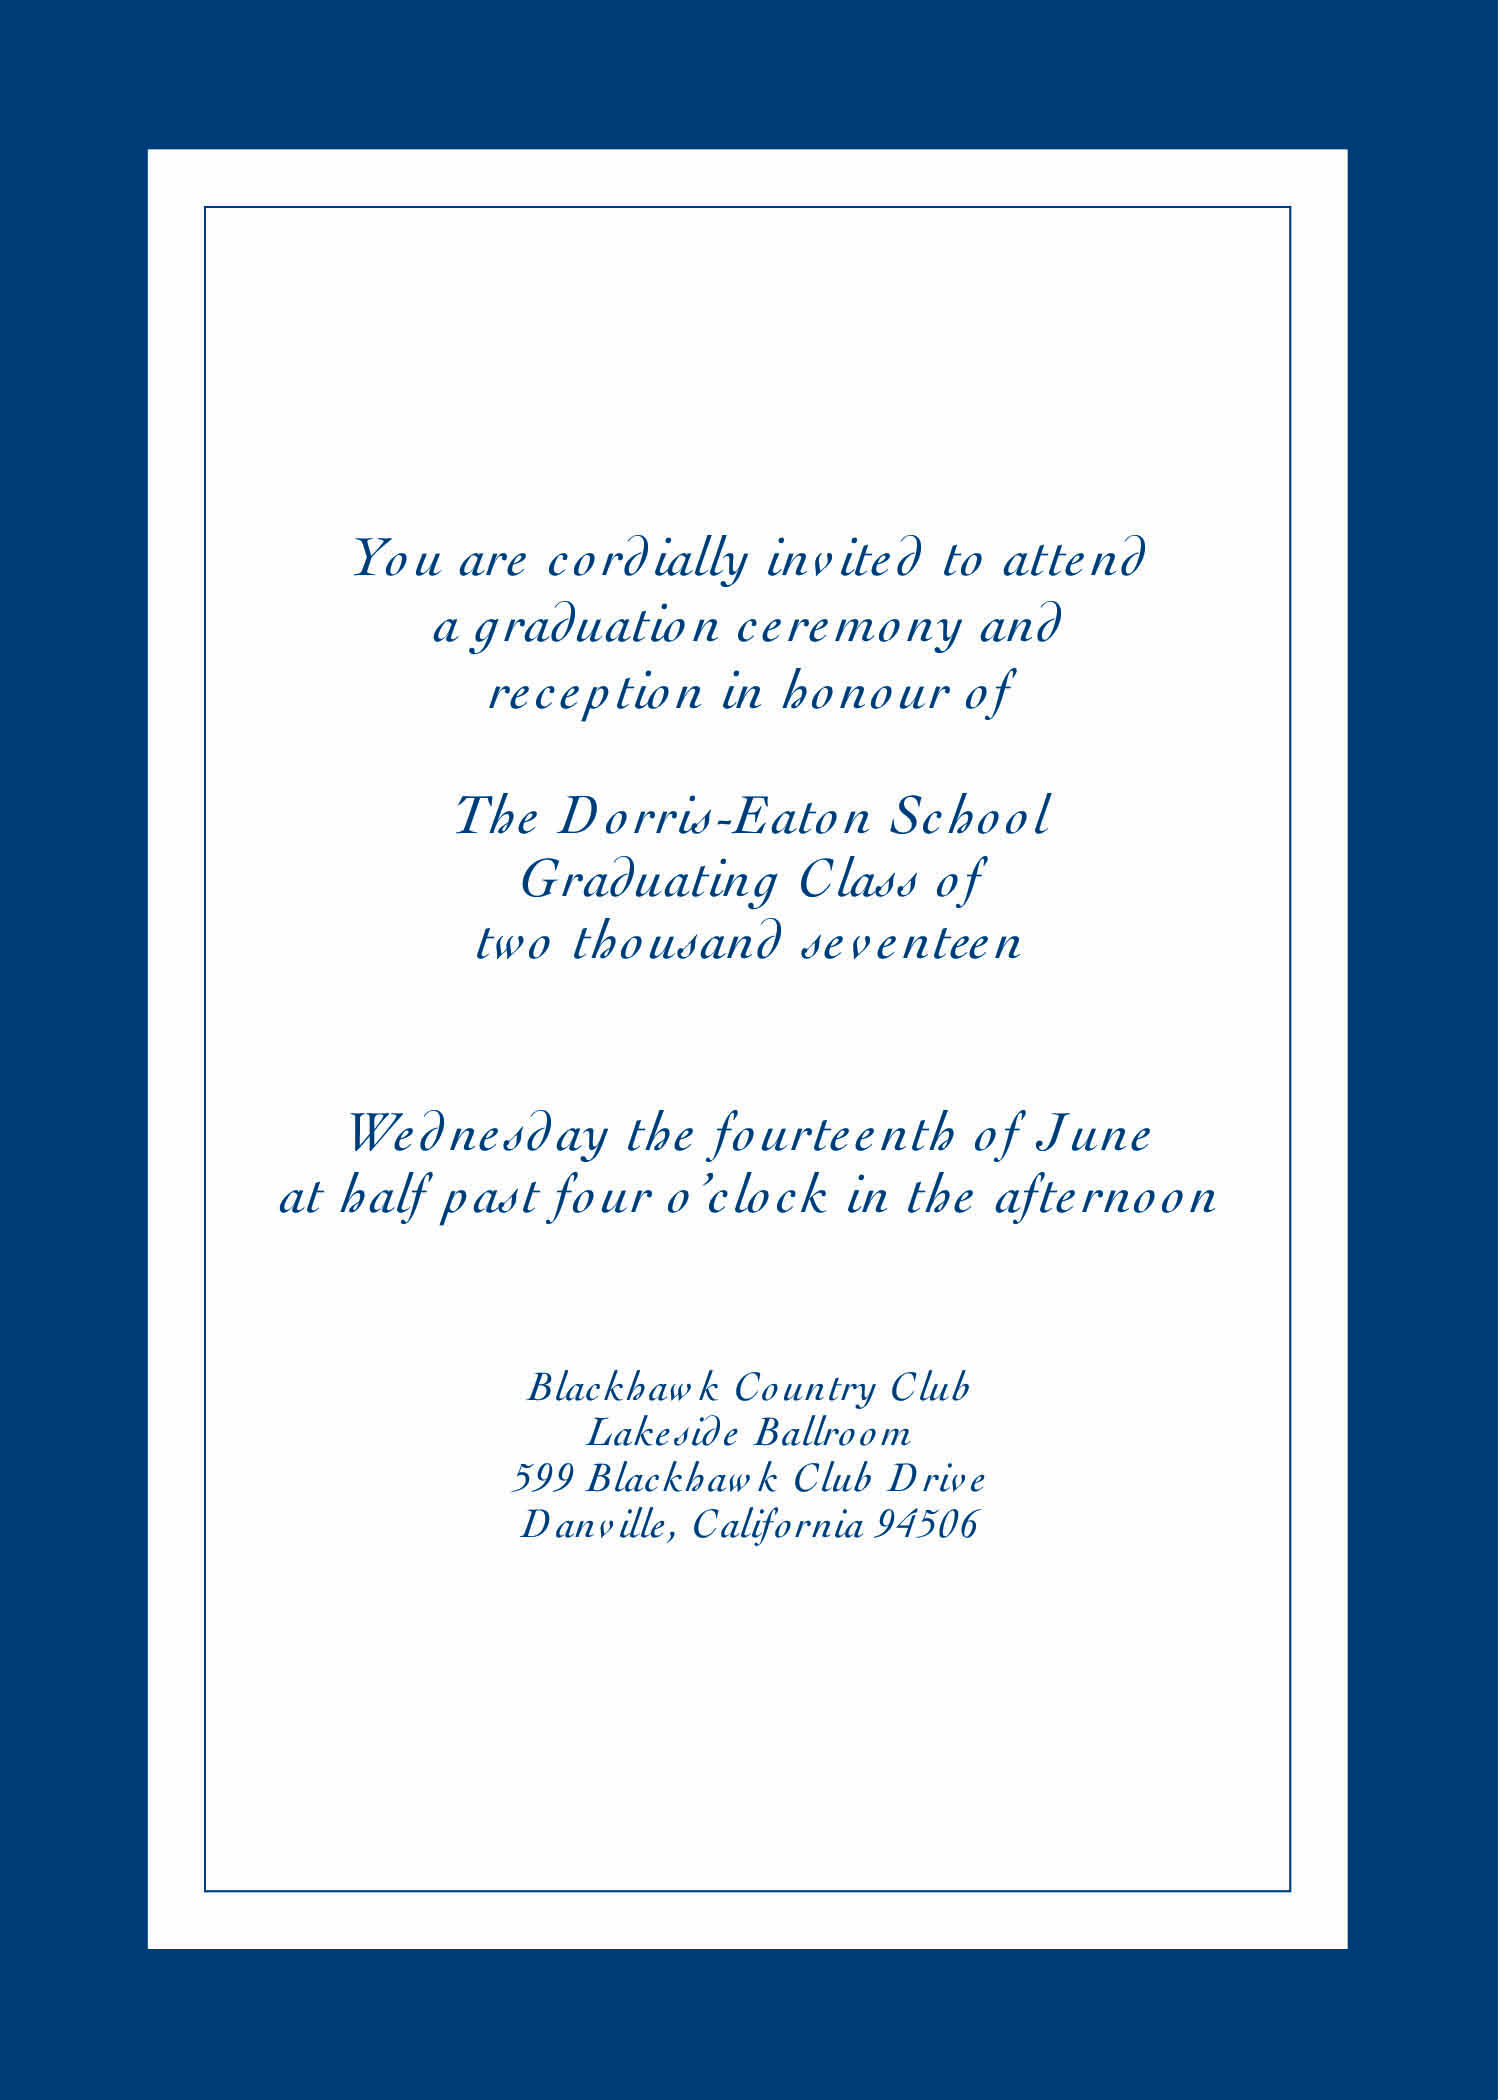 You are cordially invited to attend
a graduation ceremony and
reception in honour of
The Dorris-Eaton School
Graduating Class of
two thousand seventeen
Wednesday the fourteenth of June
at half past four o’clock in the afternoon
Blackhawk Country Club
Lakeside Ballroom
599 Blackhawk Club Drive
Danville, California 94506